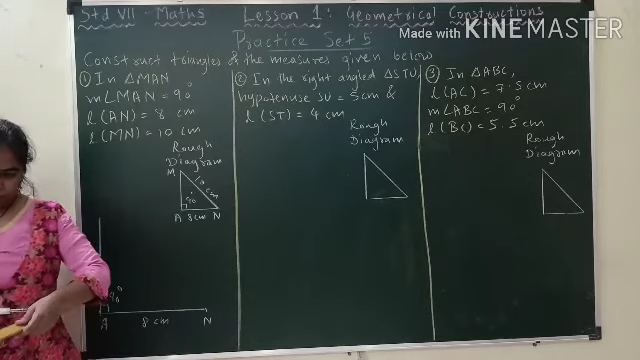 Std VII - Maths
Lesson 1: Geometrical Constructions
Made with KINEMASTER
Practice Set 5
Construct triangles of the measures given below
① In △MAN
m∠MAN = 90°
l(AN) = 8 cm
l(MN) = 10 cm
Rough
Diagram
M
10 cm
90°
A 8cm N
90°
A 8 cm N
② In the right angled △STU,
hypotenuse SU = 5cm &
l(ST) = 4 cm
Rough
Diagram
③ In △ABC,
l(AC) = 7.5 cm
m∠ABC = 90°
l(BC) = 5.5 cm
Rough
Diagram